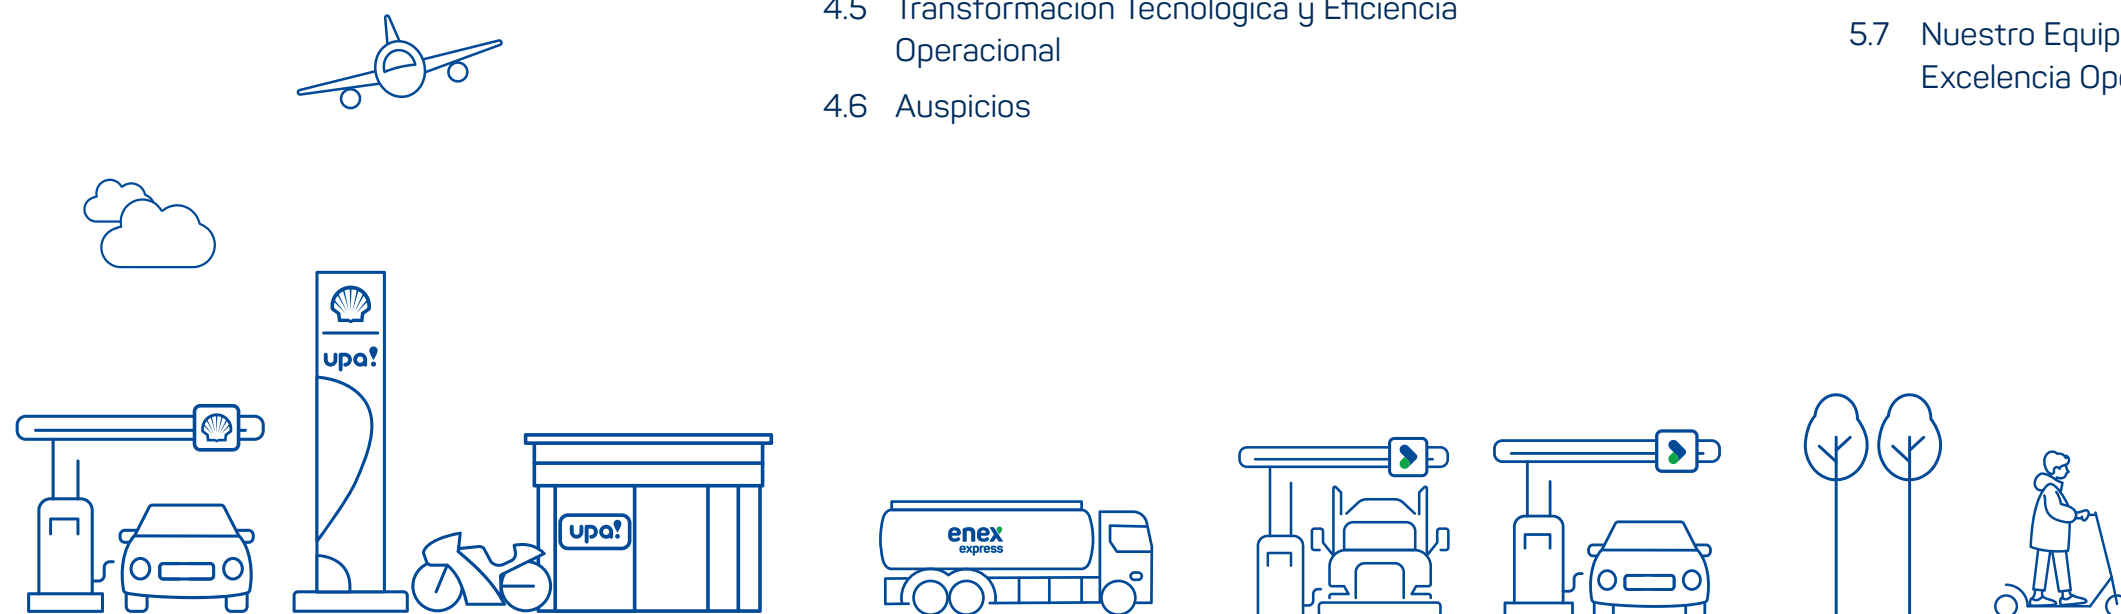 4.5 Transformación Tecnológica y Eficiencia
Operacional
4.6 Auspicios
5.7 Nuestro Equip
Excelencia Op
upa!
upa!
enex
express